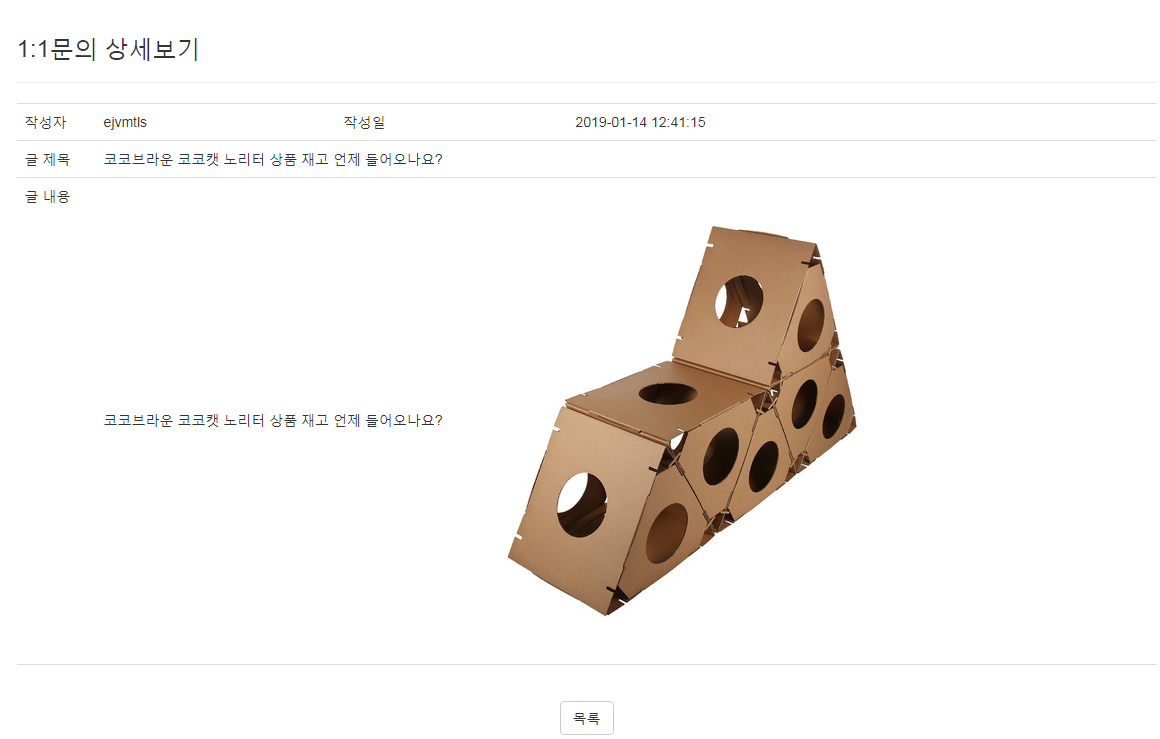 1:1문의 상세보기
작성자 ejvmtls 작성일 2019-01-14 12:41:15
글 제목 코코브라운 코코캣 노리터 상품 재고 언제 들어오나요?
글 내용
코코브라운 코코캣 노리터 상품 재고 언제 들어오나요?
목록